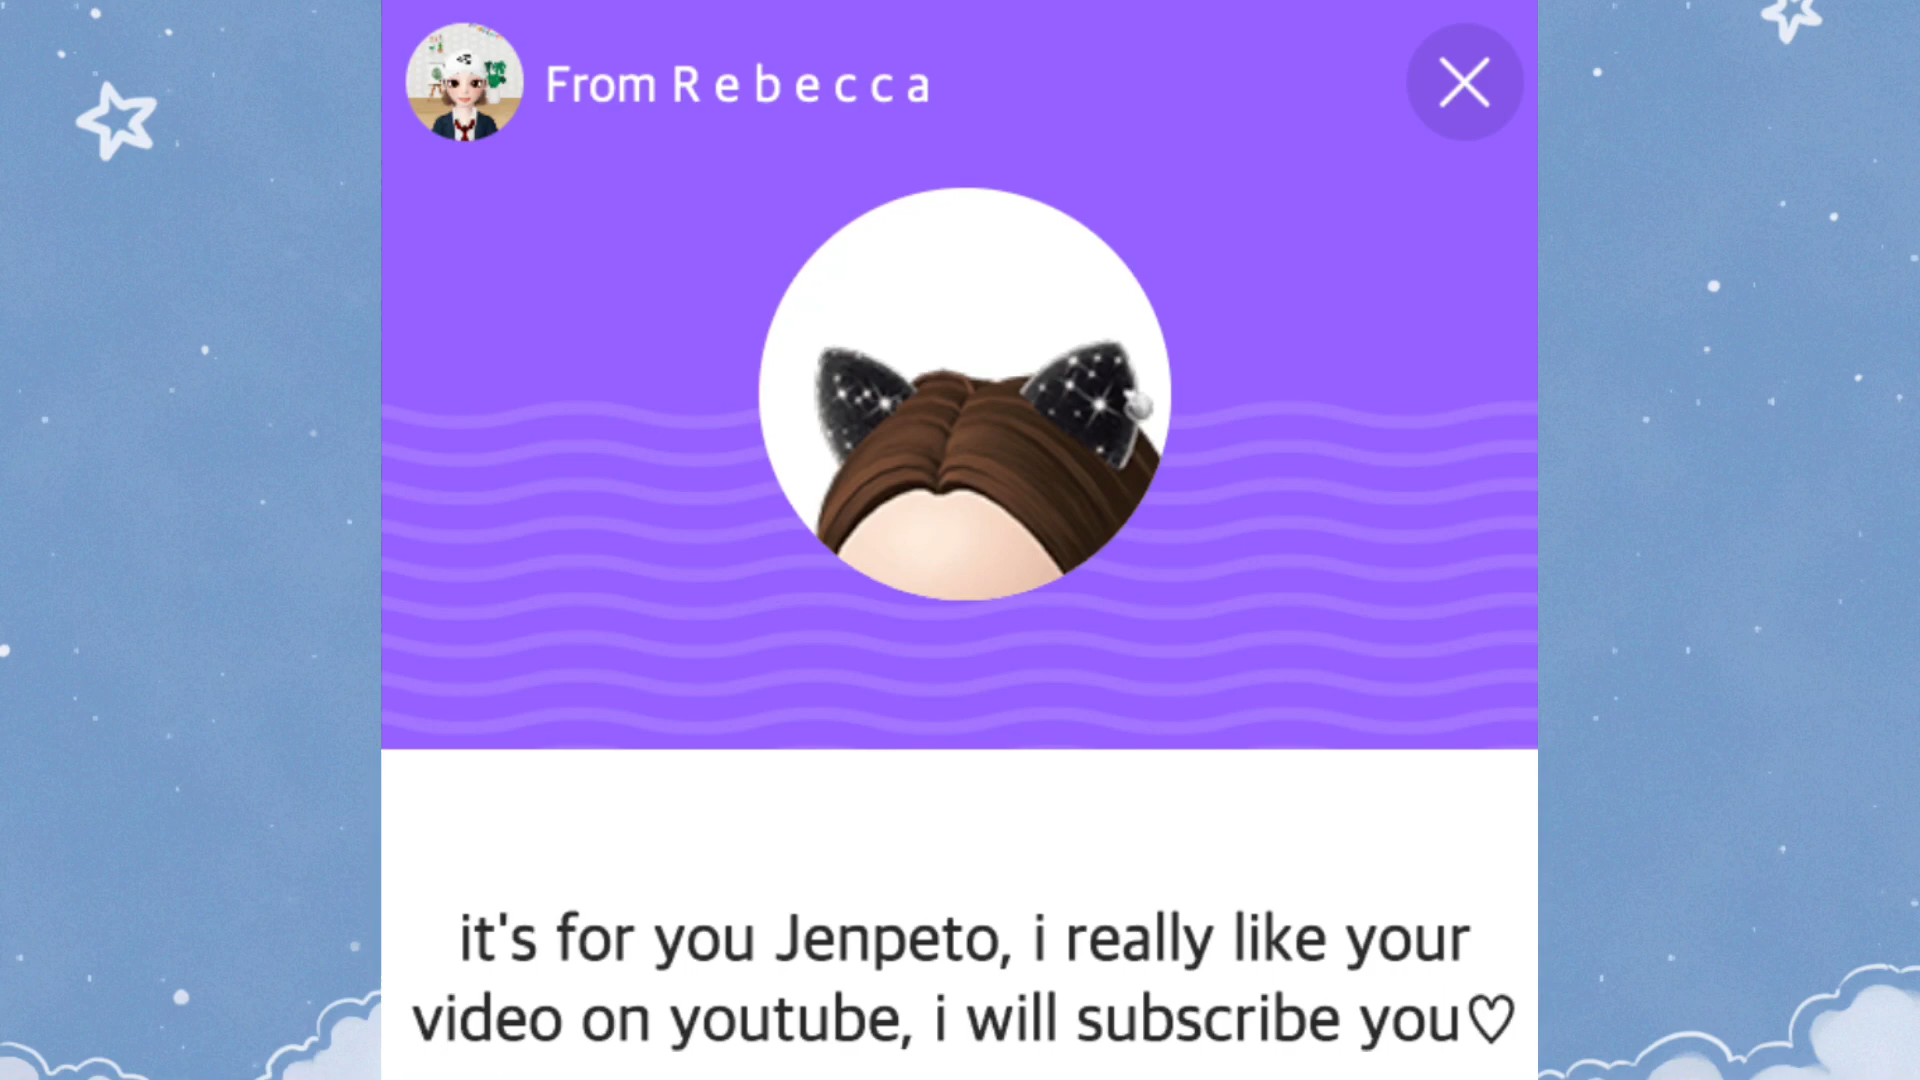 From R e b e c c a
it's for you Jenpeto, i really like your
video on youtube, i will subscribe you♡